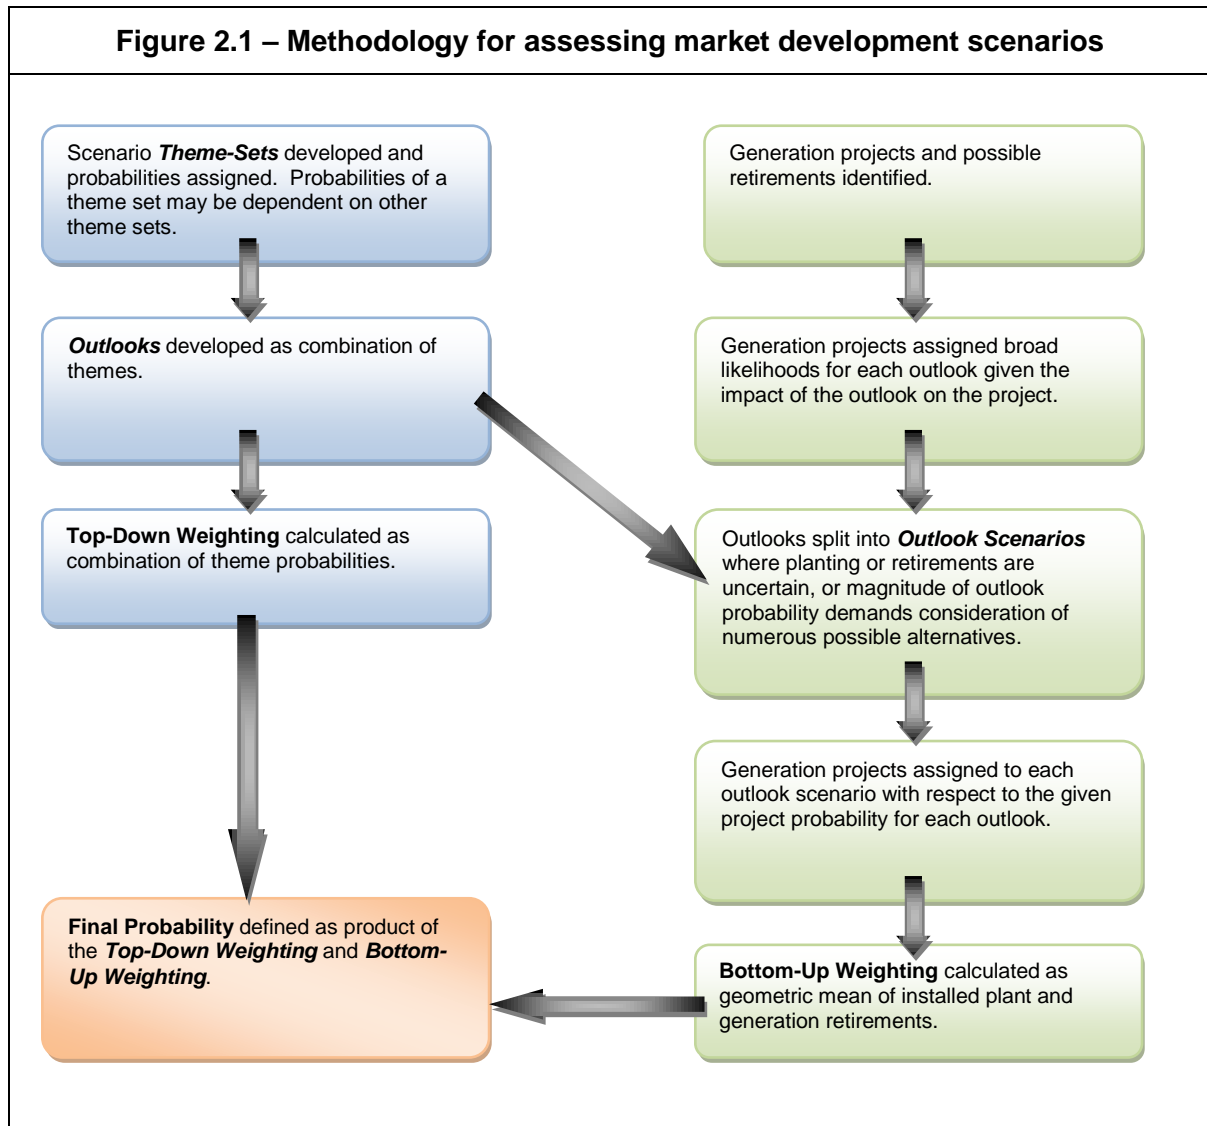 Figure 2.1 – Methodology for assessing market development scenarios
Scenario Theme-Sets developed and
probabilities assigned.  Probabilities of a
theme set may be dependent on other
theme sets.
Outlooks developed as combination of
themes.
Top-Down Weighting calculated as
combination of theme probabilities.
Final Probability defined as product of
the Top-Down Weighting and Bottom-
Up Weighting.
Generation projects and possible
retirements identified.
Generation projects assigned broad
likelihoods for each outlook given the
impact of the outlook on the project.
Outlooks split into Outlook Scenarios
where planting or retirements are
uncertain, or magnitude of outlook
probability demands consideration of
numerous possible alternatives.
Generation projects assigned to each
outlook scenario with respect to the given
project probability for each outlook.
Bottom-Up Weighting calculated as
geometric mean of installed plant and
generation retirements.